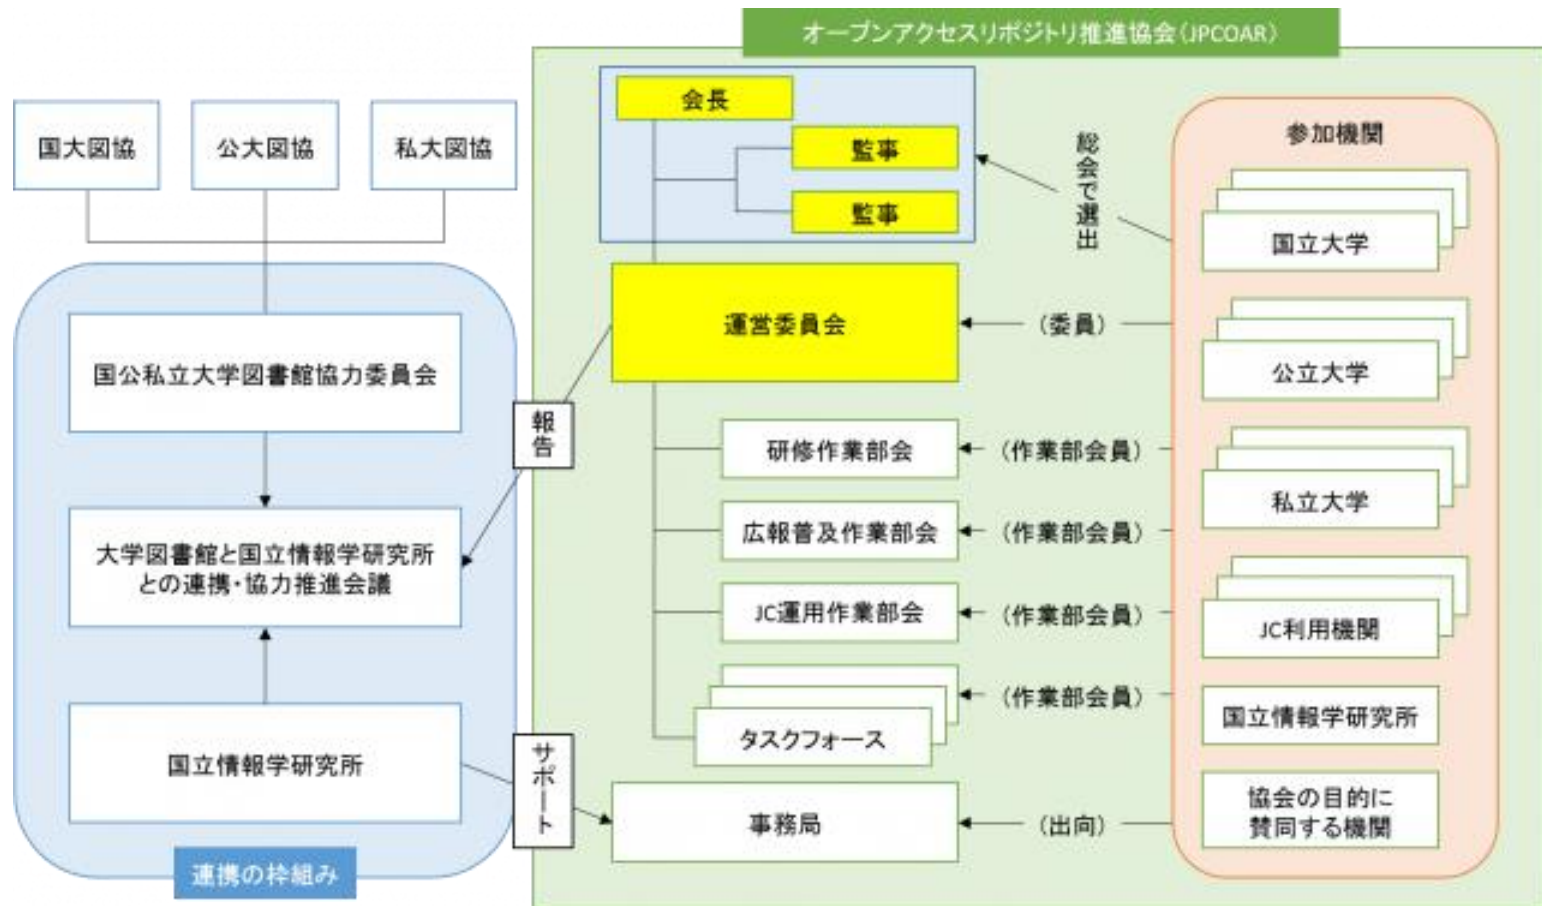 オープンアクセスリポジトリ推進協会(JPCOAR)
国大図協
公大図協
私大図協
国公私立大学図書館協力委員会
大学図書館と国立情報学研究所
との連携・協力推進会議
国立情報学研究所
連携の枠組み
報告
サポート
会長
監事
監事
運営委員会
研修作業部会
広報普及作業部会
JC運用作業部会
タスクフォース
事務局
総会で選出
(委員)
(作業部会員)
(作業部会員)
(作業部会員)
(作業部会員)
(出向)
参加機関
国立大学
公立大学
私立大学
JC利用機関
国立情報学研究所
協会の目的に
賛同する機関